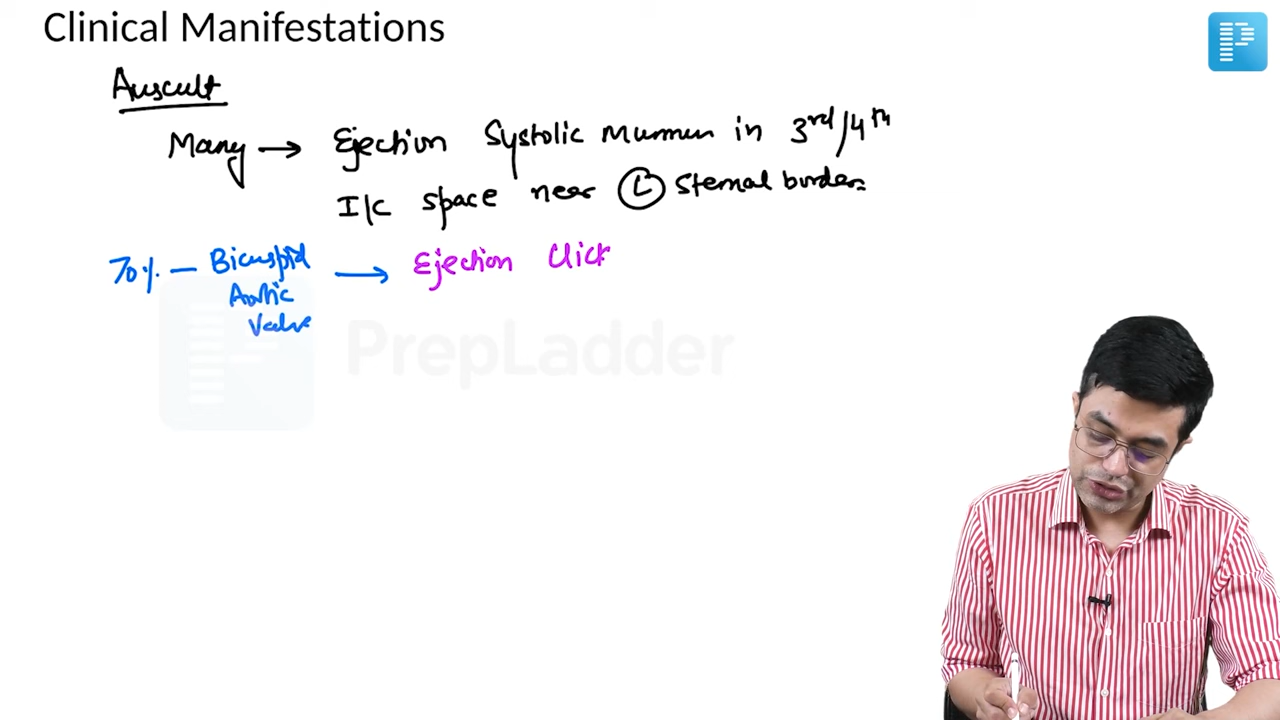 Clinical Manifestations
Auscult
Many → Ejection Systolic Murmur in 3rd/4th
I/C space near Ⓛ Sternal border.
70% — Bicuspid → Ejection Click
Aortic
Valve
PrepLadder